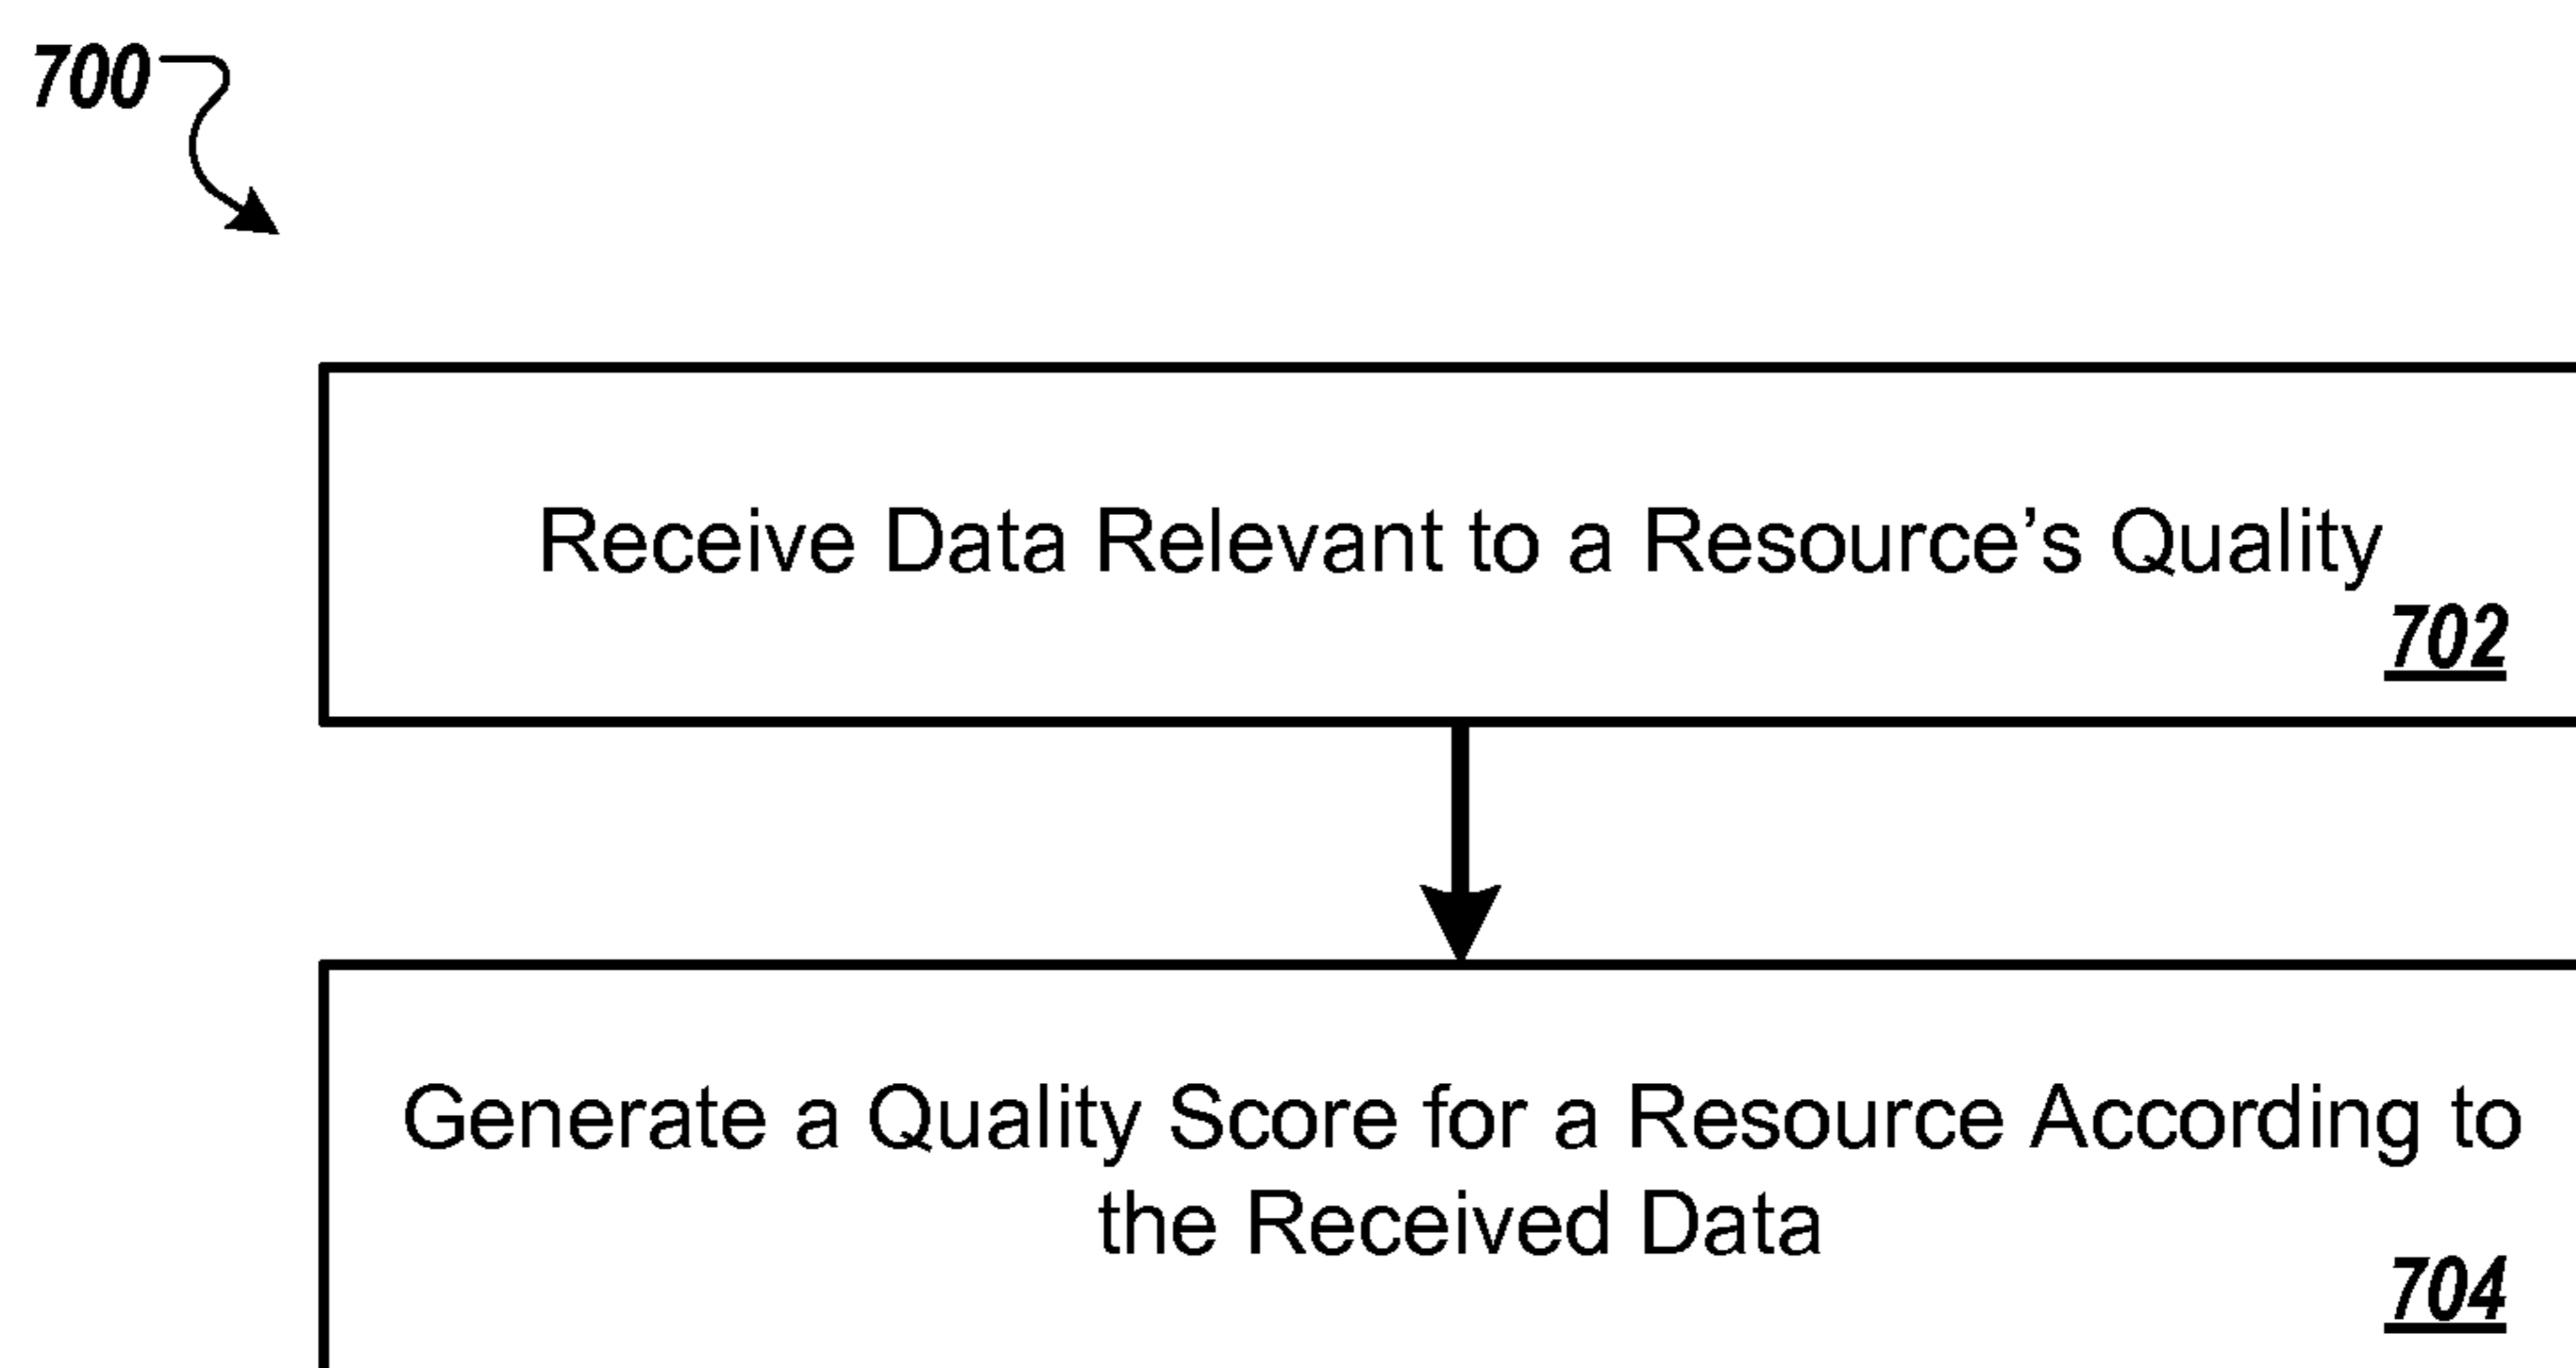 700
Receive Data Relevant to a Resource’s Quality
702
Generate a Quality Score for a Resource According to
the Received Data
704